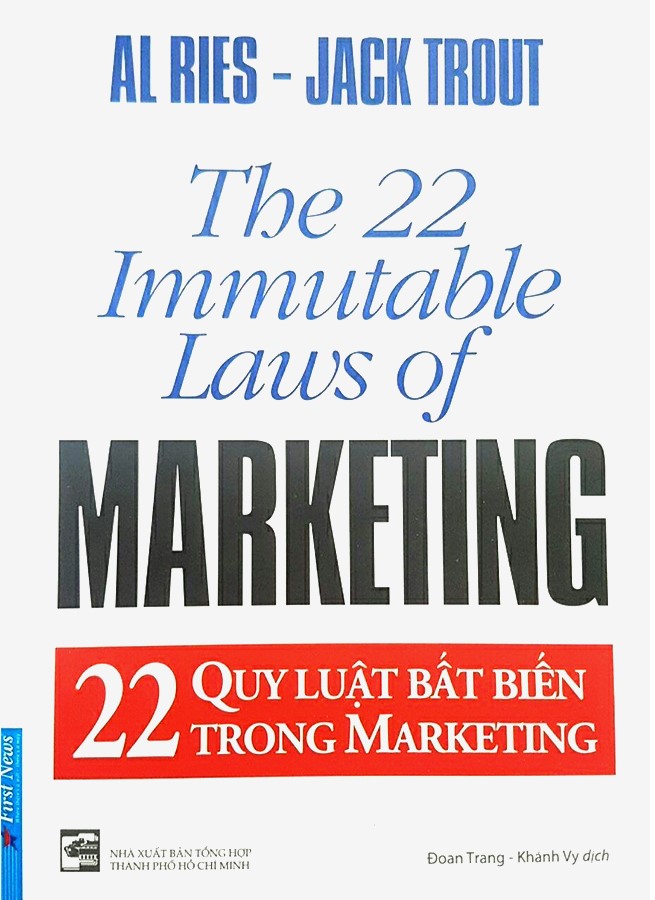 AL RIES - JACK TROUT
The 22
Immutable
Laws of
MARKETING
22 QUY LUẬT BẤT BIẾN
TRONG MARKETING
First News
NHÀ XUẤT BẢN TỔNG HỢP
THÀNH PHỐ HỒ CHÍ MINH
Đoan Trang - Khánh Vy dịch